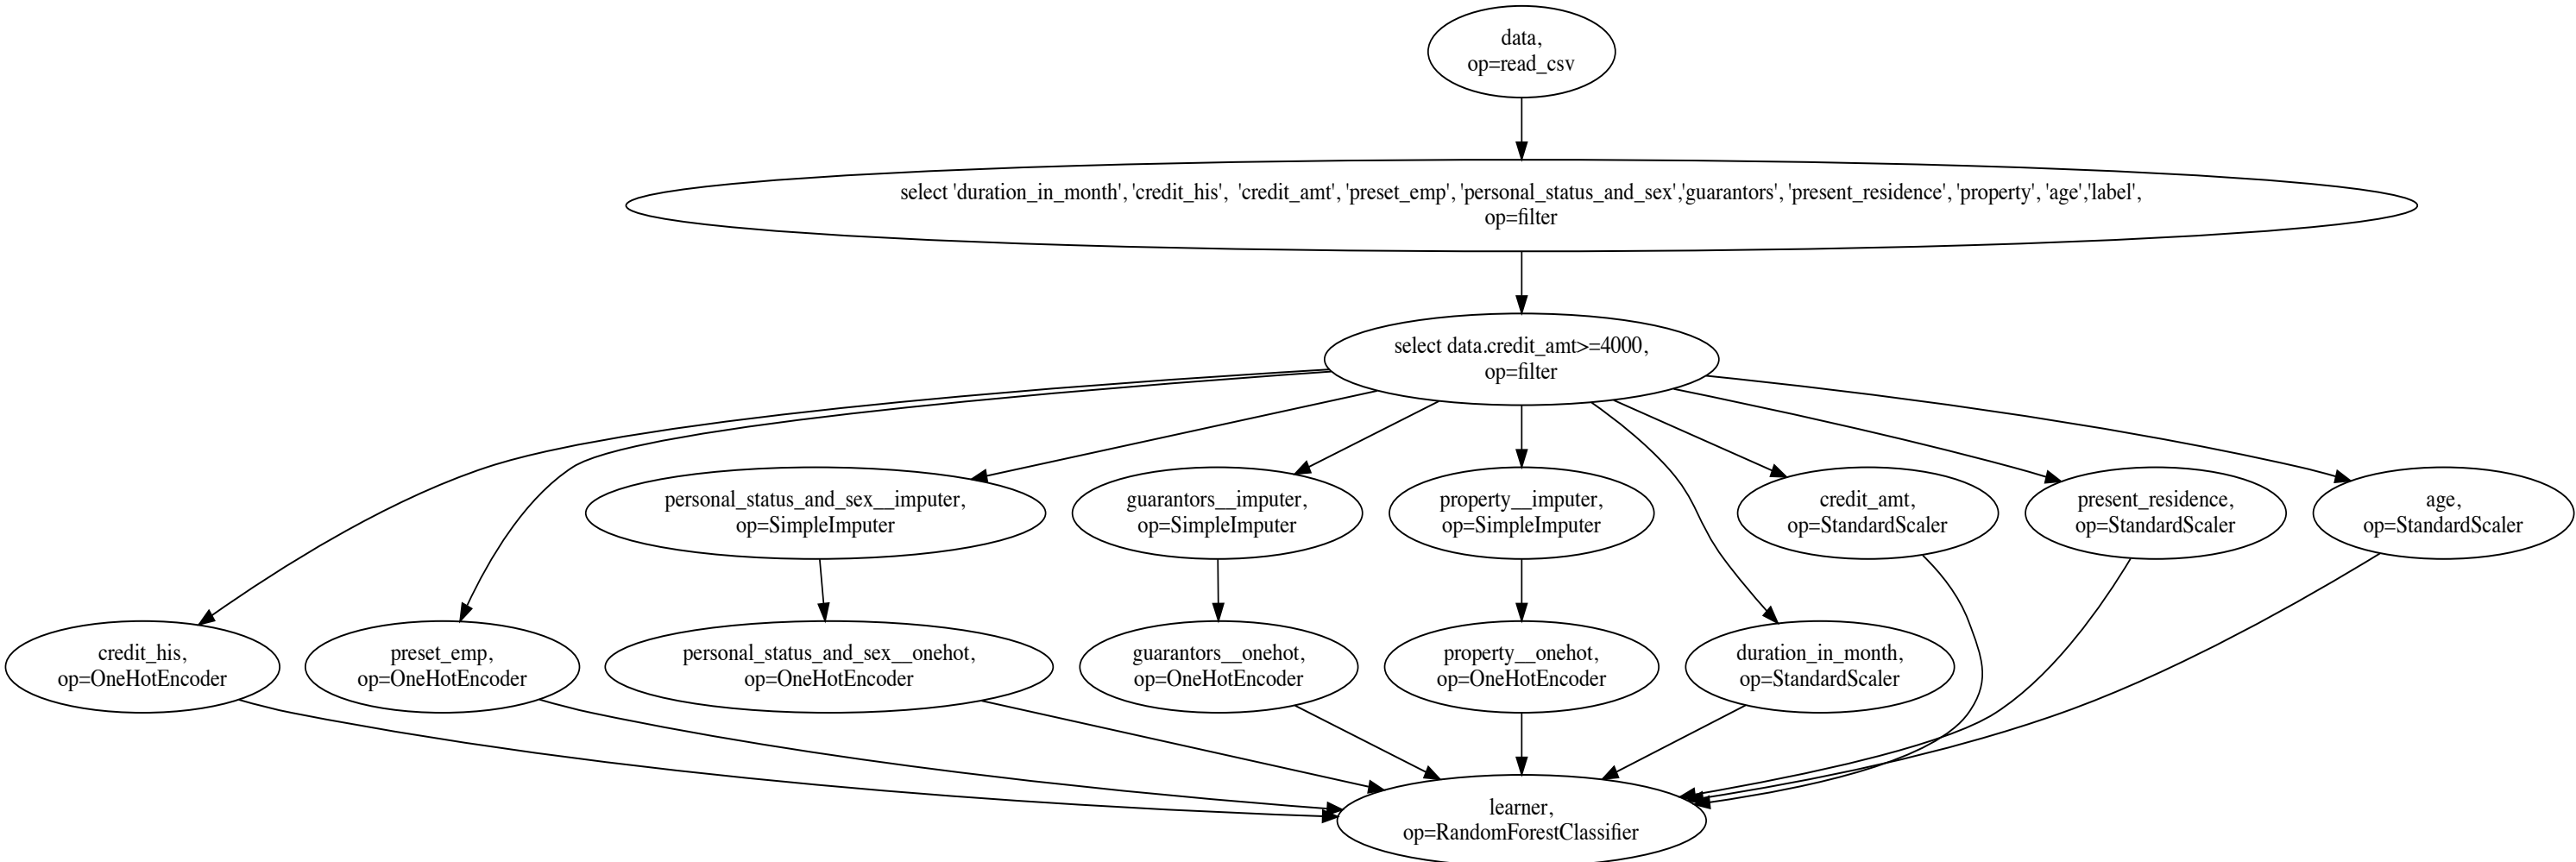 data,
op=read_csv
select 'duration_in_month', 'credit_his',  'credit_amt', 'preset_emp', 'personal_status_and_sex','guarantors', 'present_residence', 'property', 'age','label',
op=filter
select data.credit_amt>=4000,
op=filter
personal_status_and_sex__imputer,
op=SimpleImputer
guarantors__imputer,
op=SimpleImputer
property__imputer,
op=SimpleImputer
credit_amt,
op=StandardScaler
present_residence,
op=StandardScaler
age,
op=StandardScaler
credit_his,
op=OneHotEncoder
preset_emp,
op=OneHotEncoder
personal_status_and_sex__onehot,
op=OneHotEncoder
guarantors__onehot,
op=OneHotEncoder
property__onehot,
op=OneHotEncoder
duration_in_month,
op=StandardScaler
learner,
op=RandomForestClassifier